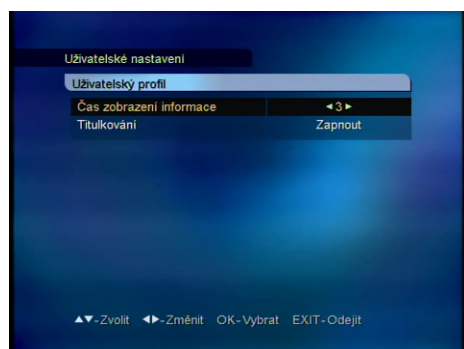 Uživatelské nastavení
Uživatelský profil
Čas zobrazení informace ◄3►
Titulkování Zapnout
▲▼-Zvolit ◄►-Změnit OK-Vybrat EXIT-Odejít